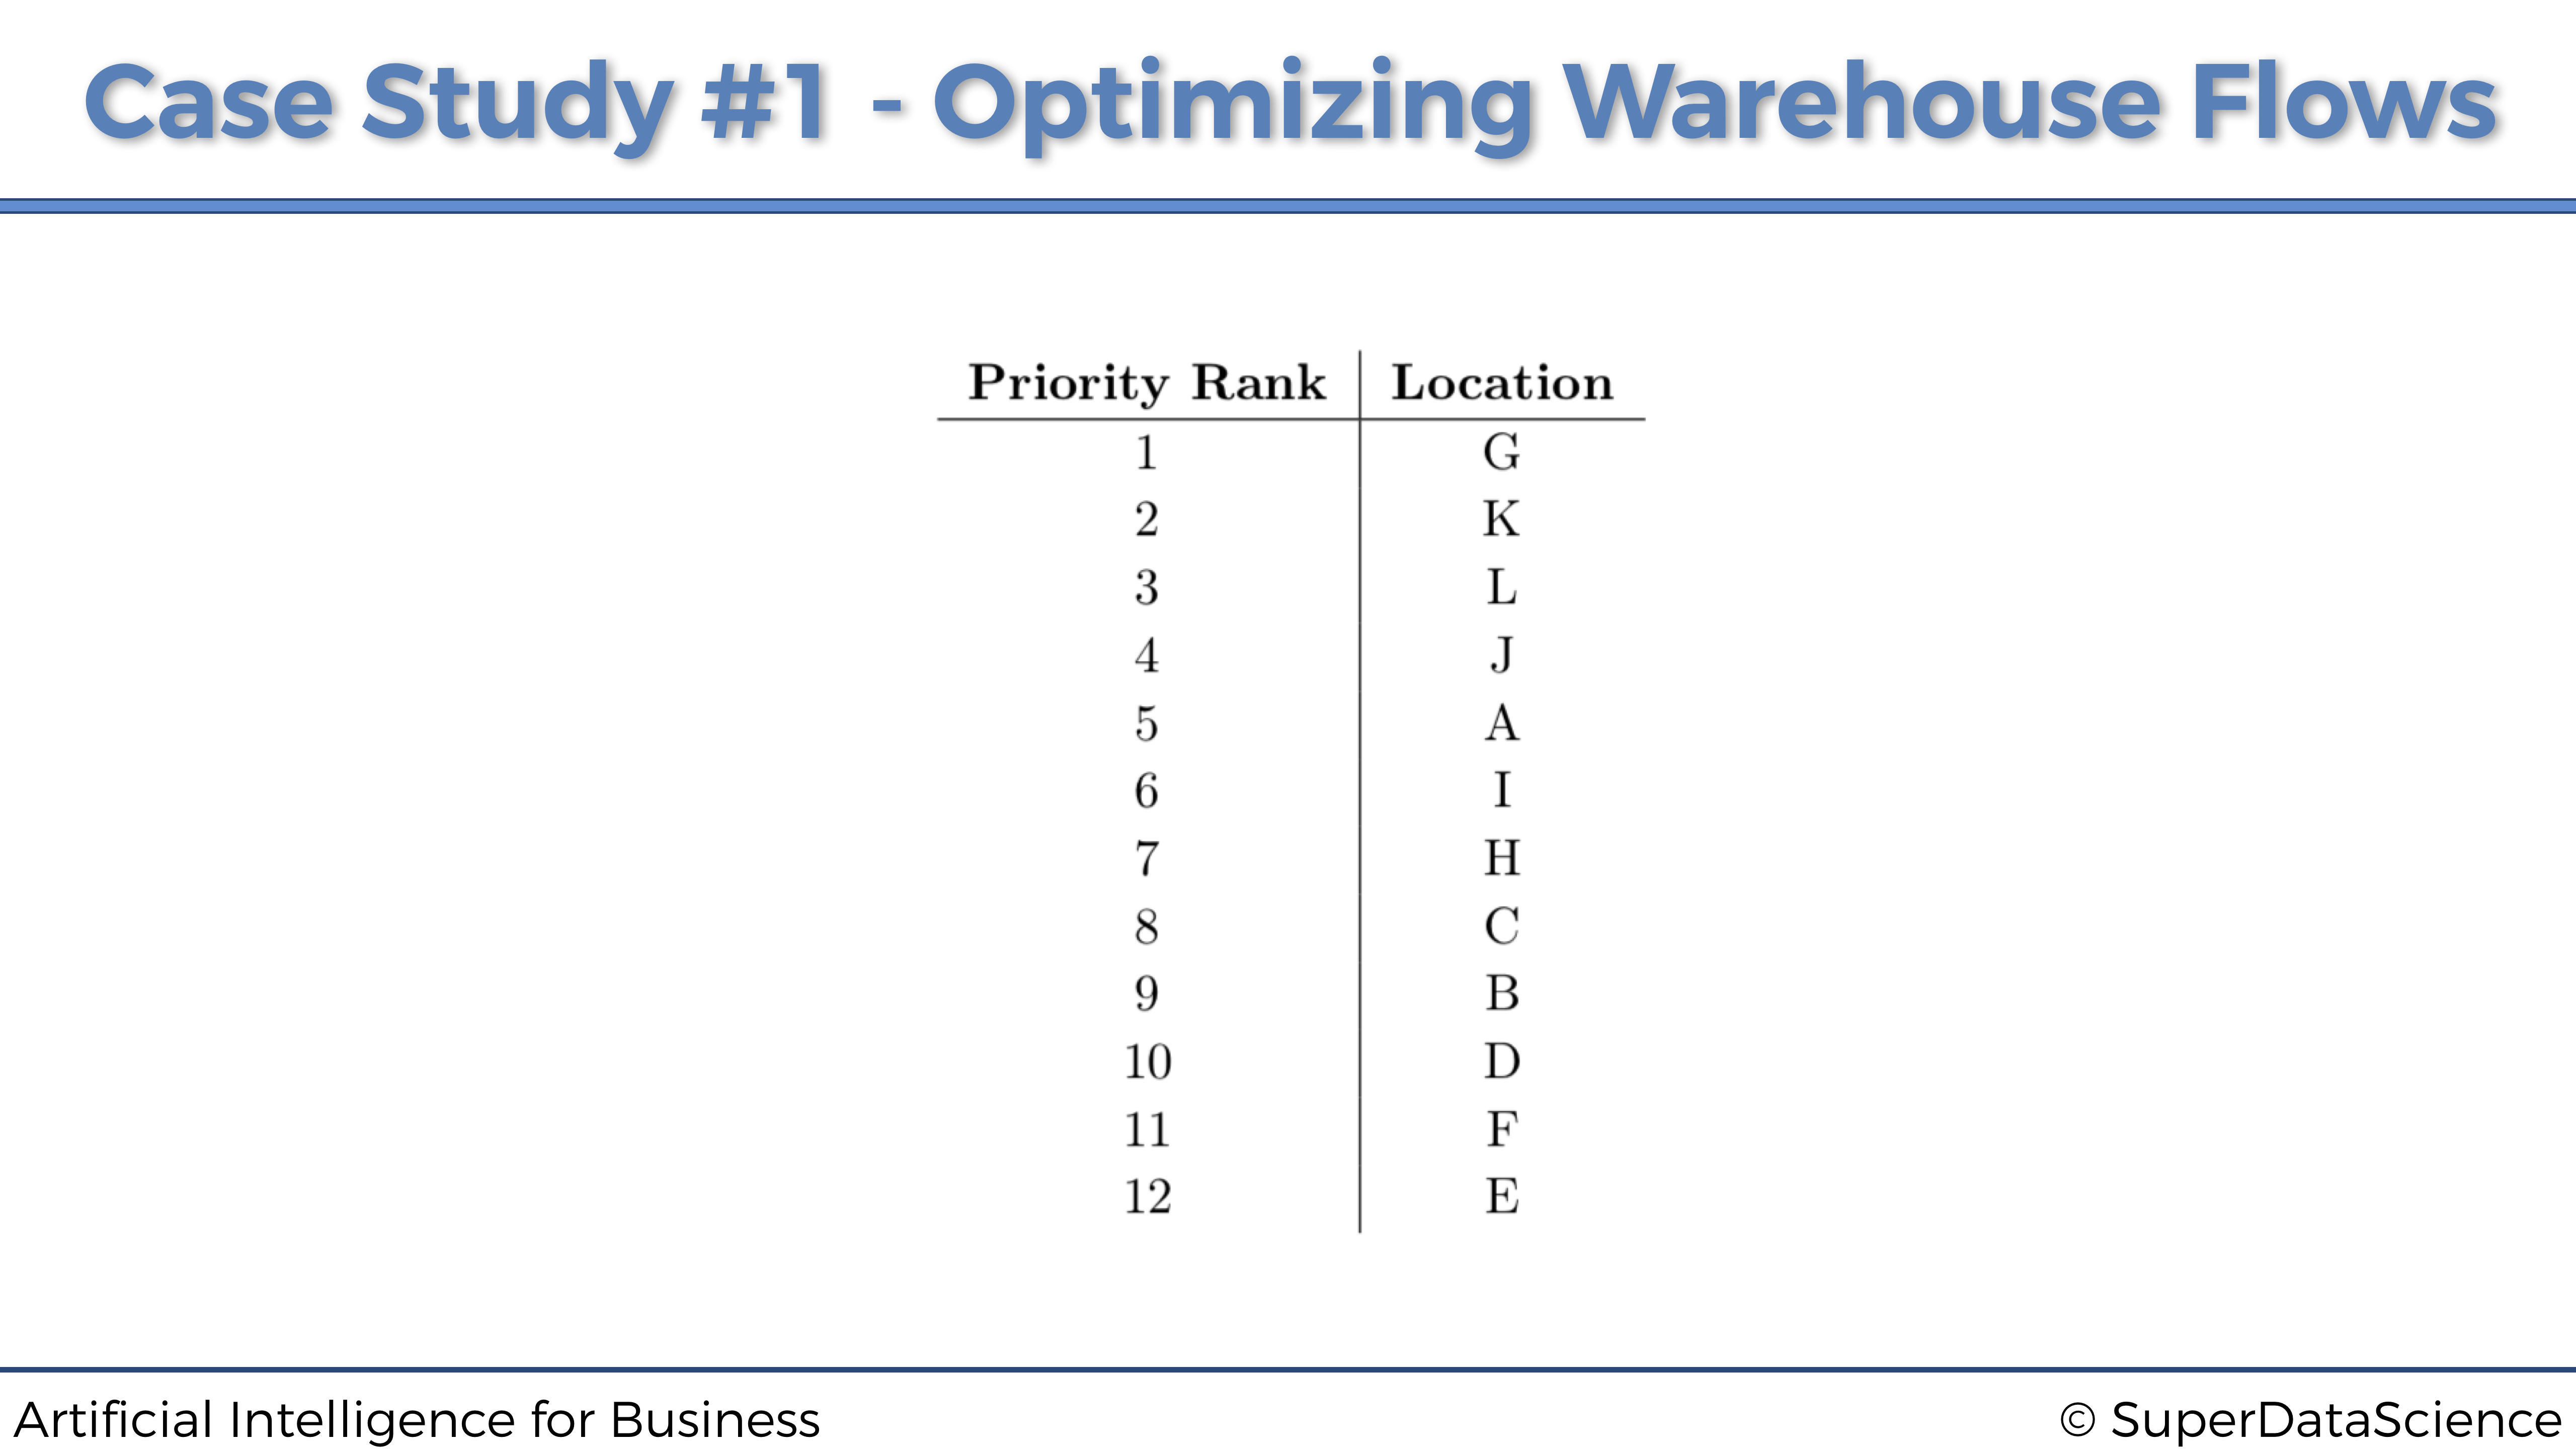 Case Study #1 - Optimizing Warehouse Flows
Priority Rank Location
1 G
2 K
3 L
4 J
5 A
6 I
7 H
8 C
9 B
10 D
11 F
12 E
Artificial Intelligence for Business
© SuperDataScience